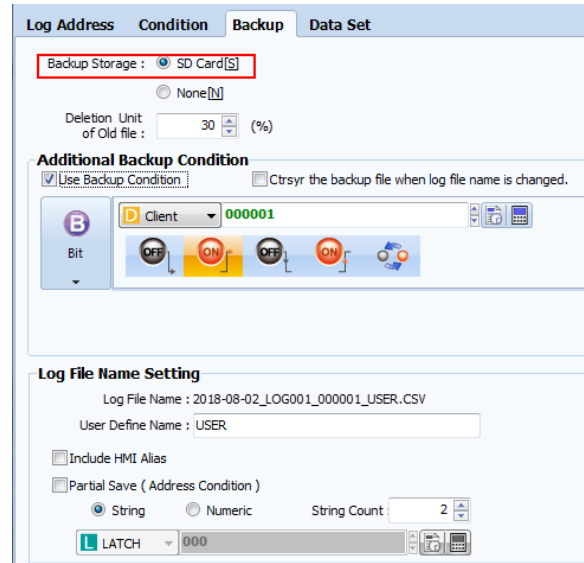 Log Address Condition Backup Data Set
Backup Storage : SD Card[S]
None[N]
Deletion Unit
of Old file : 30 (%)
Additional Backup Condition
Use Backup Condition Ctrsyr the backup file when log file name is changed.
B D Client 000001
Bit OFF ON OFF ON
Log File Name Setting
Log File Name : 2018-08-02_LOG001_000001_USER.CSV
User Define Name : USER
Include HMI Alias
Partial Save ( Address Condition )
String Numeric String Count : 2
L LATCH 000